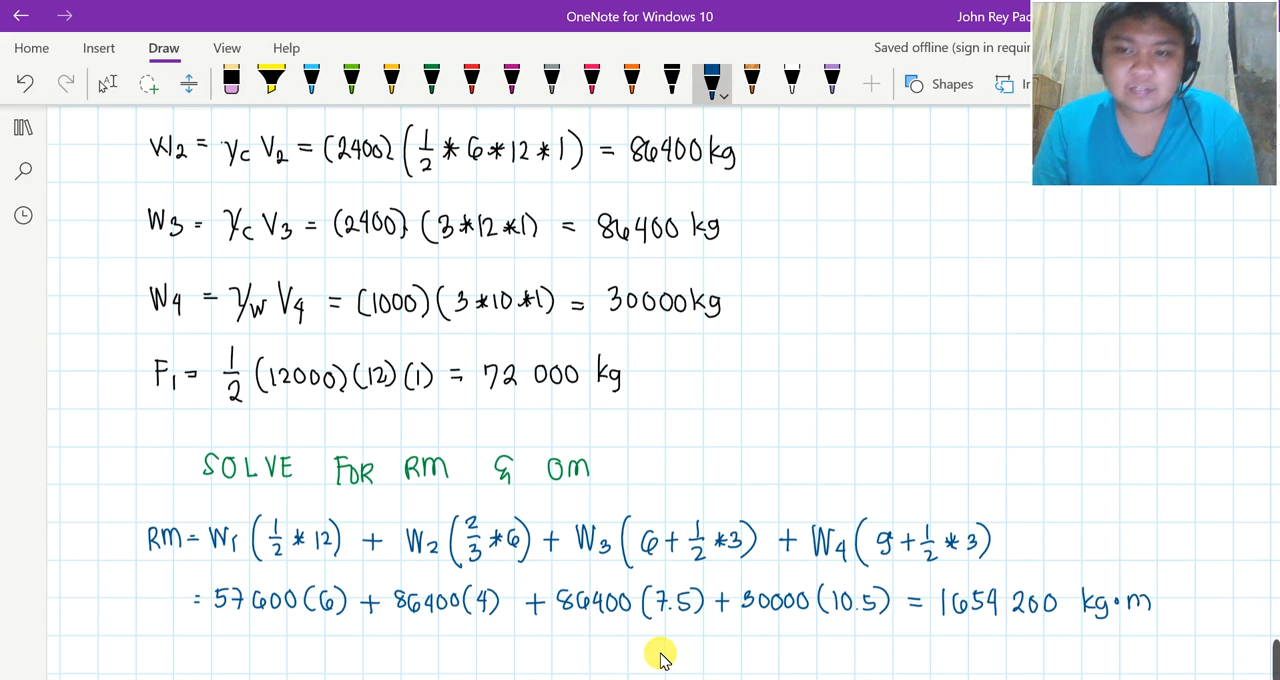 OneNote for Windows 10
John Rey Pac
Home Insert Draw View Help
Saved offline (sign in requir
Shapes In
W2 = γc V2 = (2400) (1/2 * 6 * 12 * 1) = 86400 kg
W3 = γc V3 = (2400) (3 * 12 * 1) = 86400 kg
W4 = γw V4 = (1000) (3 * 10 * 1) = 30000 kg
F1 = 1/2 (12000) (12) (1) = 72 000 kg
SOLVE FOR RM & OM
RM = W1 (1/2 * 12) + W2 (2/3 * 6) + W3 (6 + 1/2 * 3) + W4 (9 + 1/2 * 3)
= 57600 (6) + 86400 (4) + 86400 (7.5) + 30000 (10.5) = 1654 200 kg·m